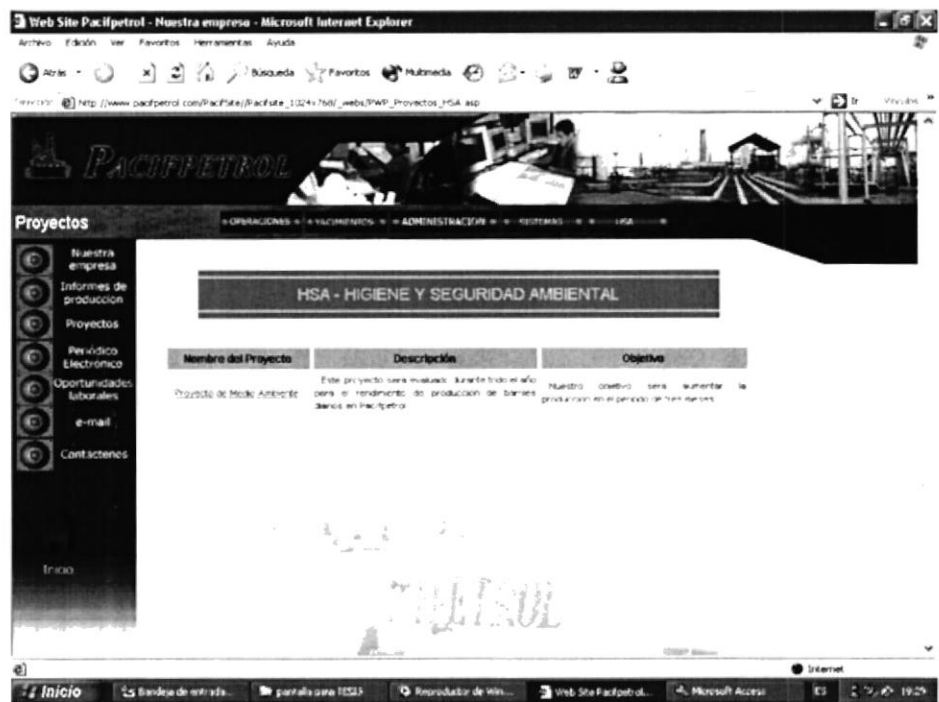 Web Site Pacifpetrol - Nuestra empresa - Microsoft Internet Explorer
Archivo Edición Ver Favoritos Herramientas Ayuda
Atrás Búsqueda Favoritos Multimedia
http://www.pacifpetrol.com/PacifSite//Pacifsite_1024x768/_webs/PWP_Proyectos_HSA.asp Ir Vínculos
PACIFPETROL
Proyectos
OPERACIONES YACIMIENTOS ADMINISTRACION SISTEMAS HSA
Nuestra
empresa
Informes de
produccion
Proyectos
Periódico
Electronico
Oportunidades
laborales
e-mail
Contactenos
Inicio
HSA - HIGIENE Y SEGURIDAD AMBIENTAL
Nombre del Proyecto Descripción Objetivo
Proyecto de Medio Ambiente
Este proyecto sera evaluado durante todo el año
para el rendimiento de producción de barriles
diarios en Pacifpetrol
Nuestro objetivo sera aumentar la
produccion en el periodo de tres meses
Internet
Inicio Bandeja de entrada... pantalla para TESIS Reproductor de Win... Web Site Pacifpetrol... Microsoft Access ES 19:29